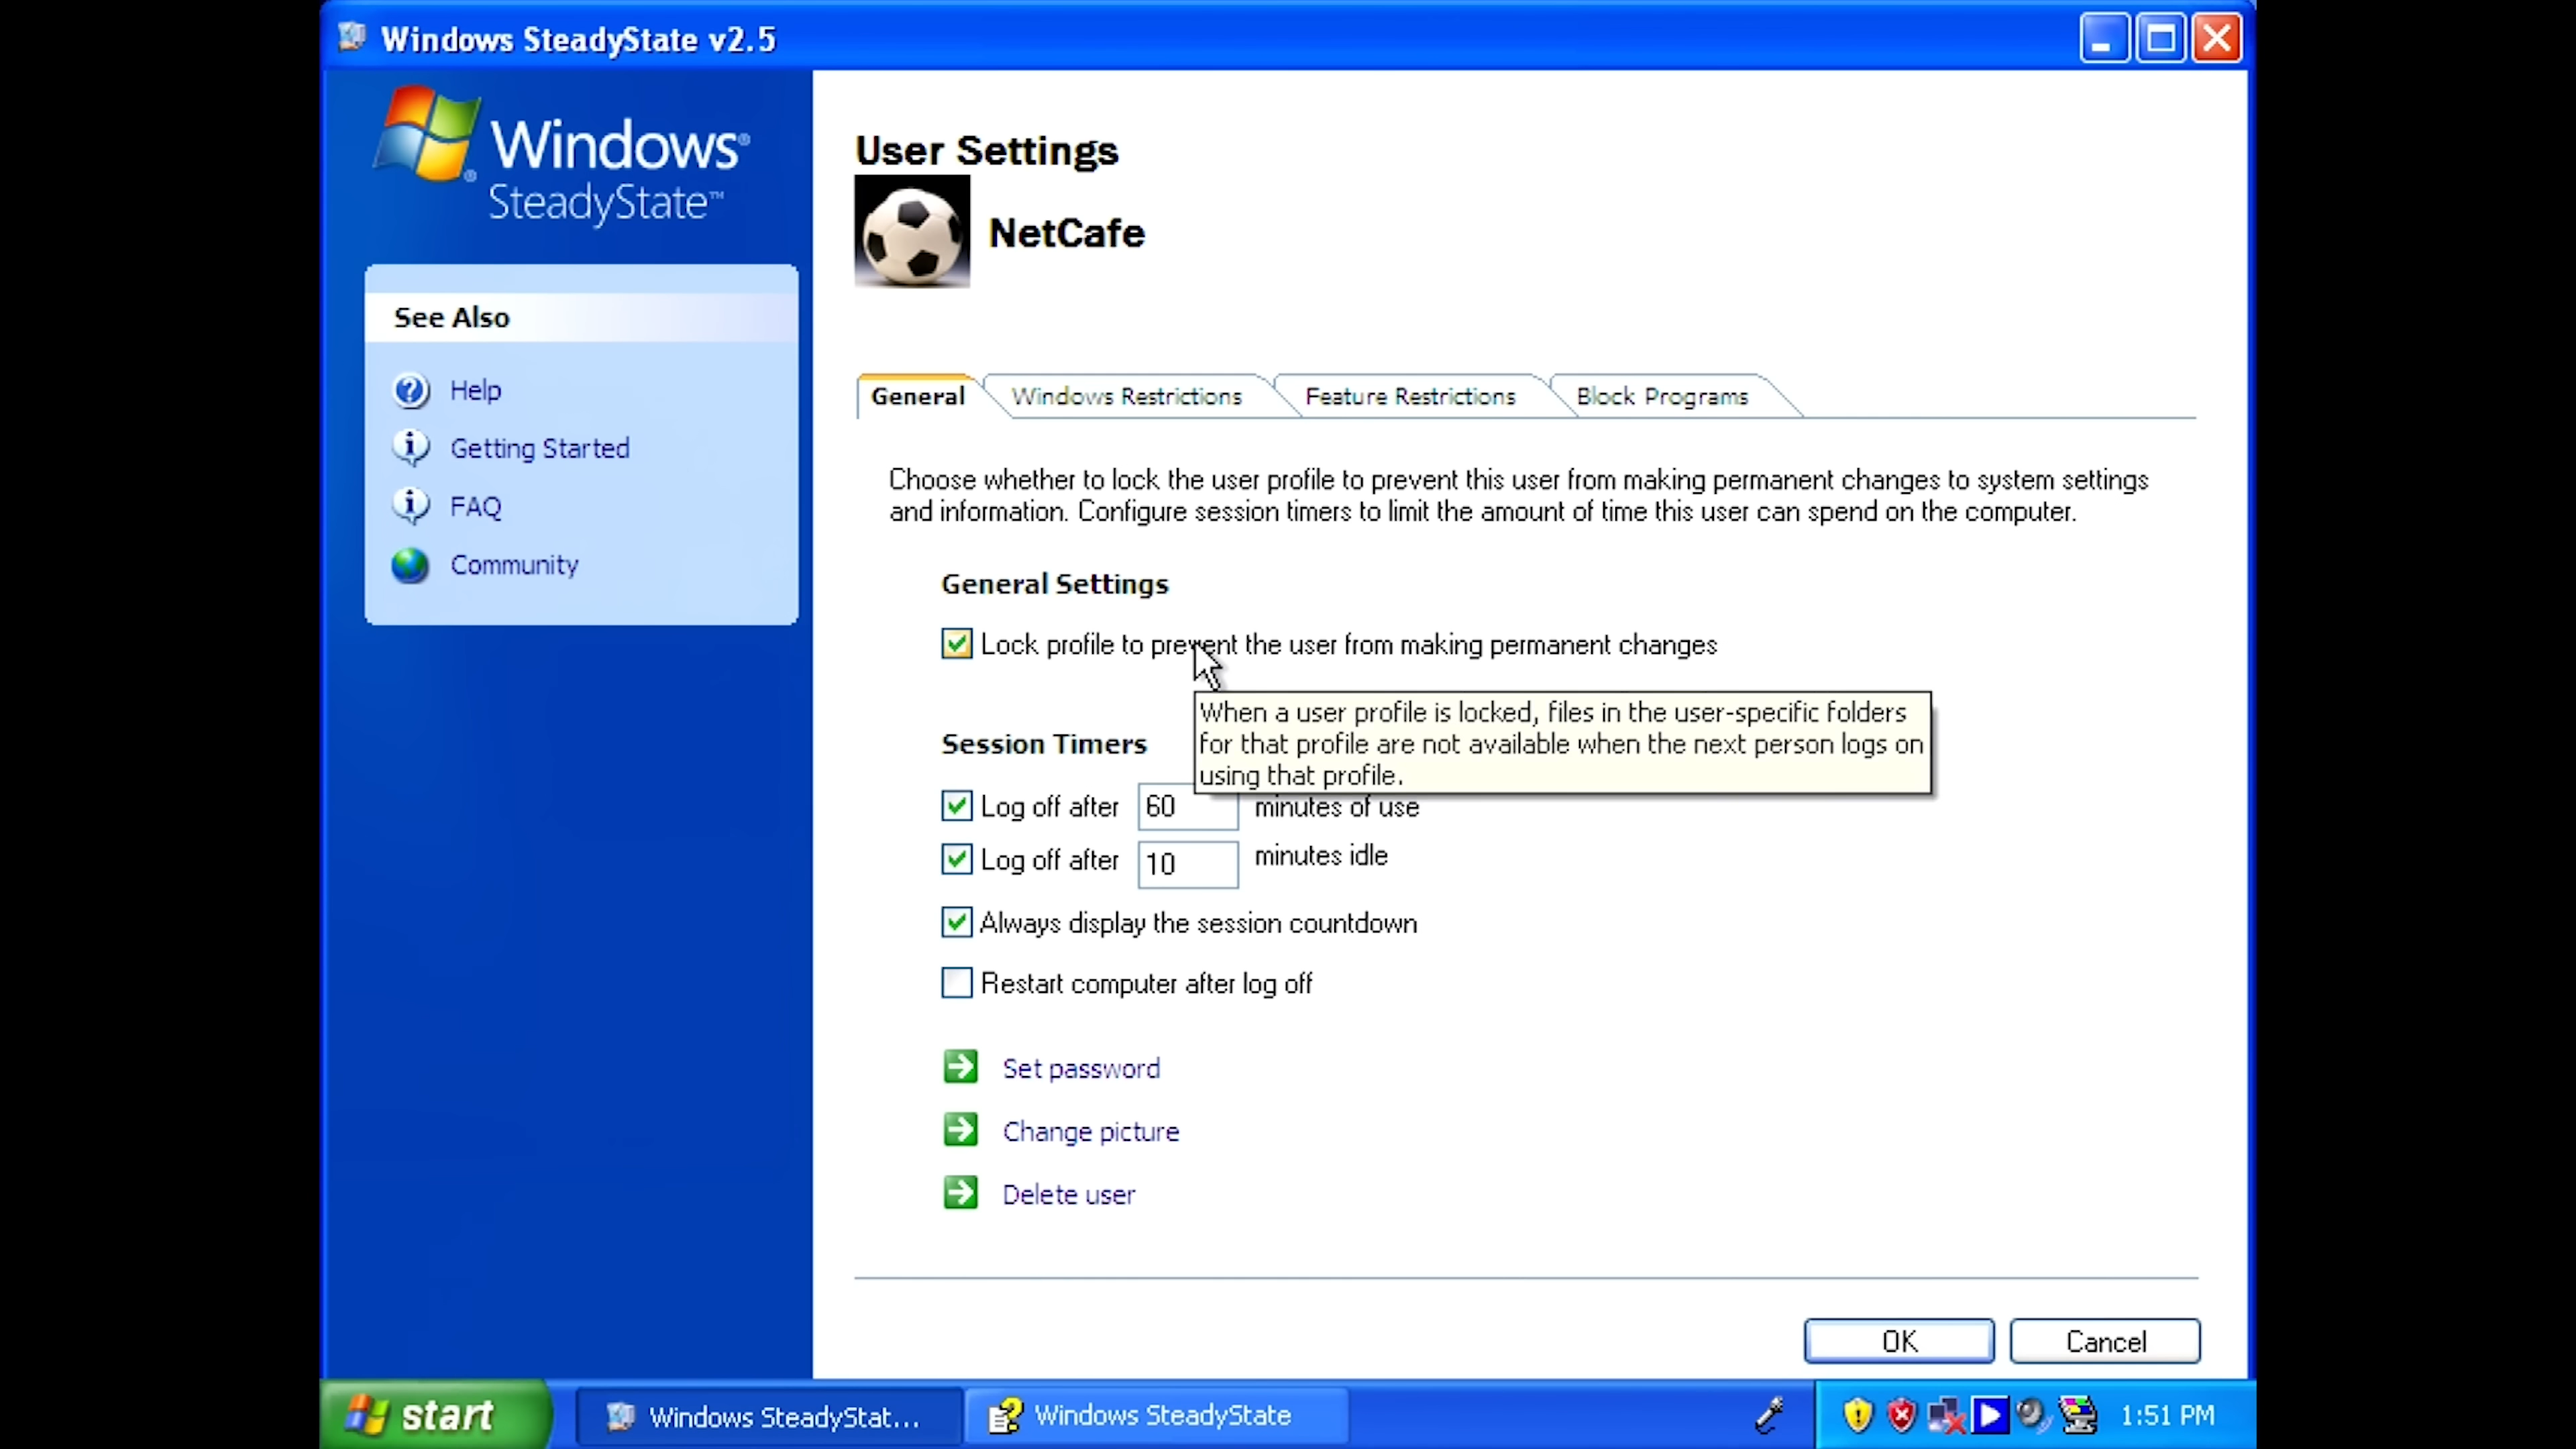 Windows SteadyState v2.5
Windows®
SteadyState™
See Also
Help
Getting Started
FAQ
Community
User Settings
NetCafe
General
Windows Restrictions
Feature Restrictions
Block Programs
Choose whether to lock the user profile to prevent this user from making permanent changes to system settings
and information. Configure session timers to limit the amount of time this user can spend on the computer.
General Settings
Lock profile to prevent the user from making permanent changes
When a user profile is locked, files in the user-specific folders
for that profile are not available when the next person logs on
using that profile.
Session Timers
Log off after 60 minutes of use
Log off after 10 minutes idle
Always display the session countdown
Restart computer after log off
Set password
Change picture
Delete user
OK
Cancel
start
Windows SteadyStat...
Windows SteadyState
1:51 PM